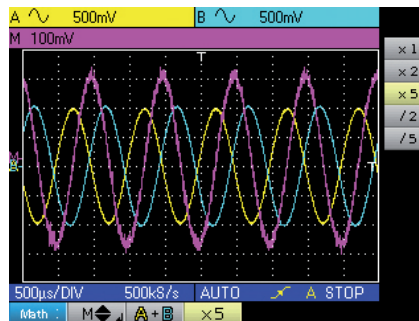 A 500mV B 500mV
M 100mV
×1
×2
×5
/2
/5
T
M
T
500µs/DIV 500kS/s AUTO A STOP
Math : M A+B ×5